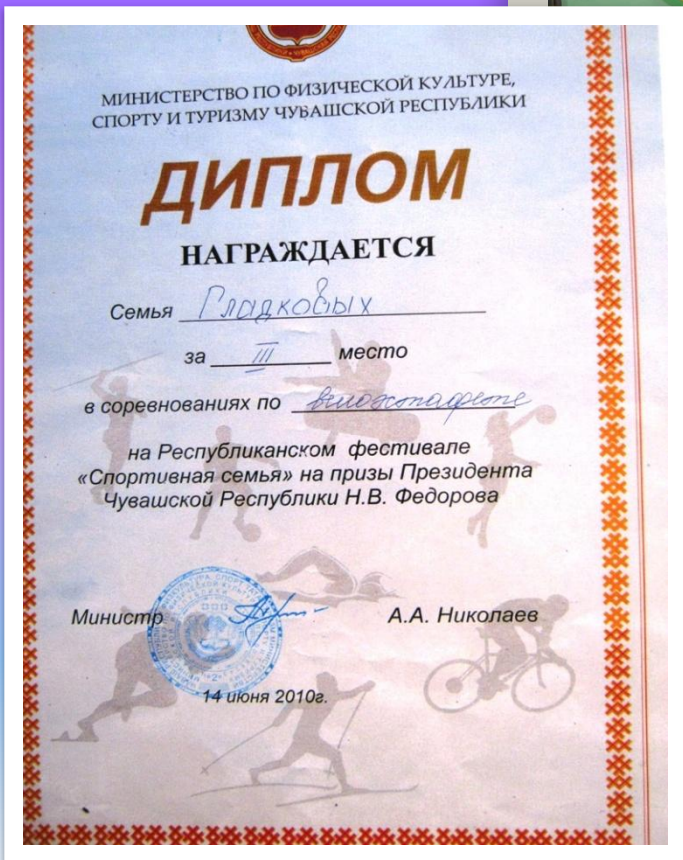 МИНИСТЕРСТВО ПО ФИЗИЧЕСКОЙ КУЛЬТУРЕ,
СПОРТУ И ТУРИЗМУ ЧУВАШСКОЙ РЕСПУБЛИКИ
ДИПЛОМ
НАГРАЖДАЕТСЯ
Семья Гладковых
за III место
в соревнованиях по велоэстафете
на Республиканском фестивале
«Спортивная семья» на призы Президента
Чувашской Республики Н.В. Федорова
Министр А.А. Николаев
14 июня 2010г.